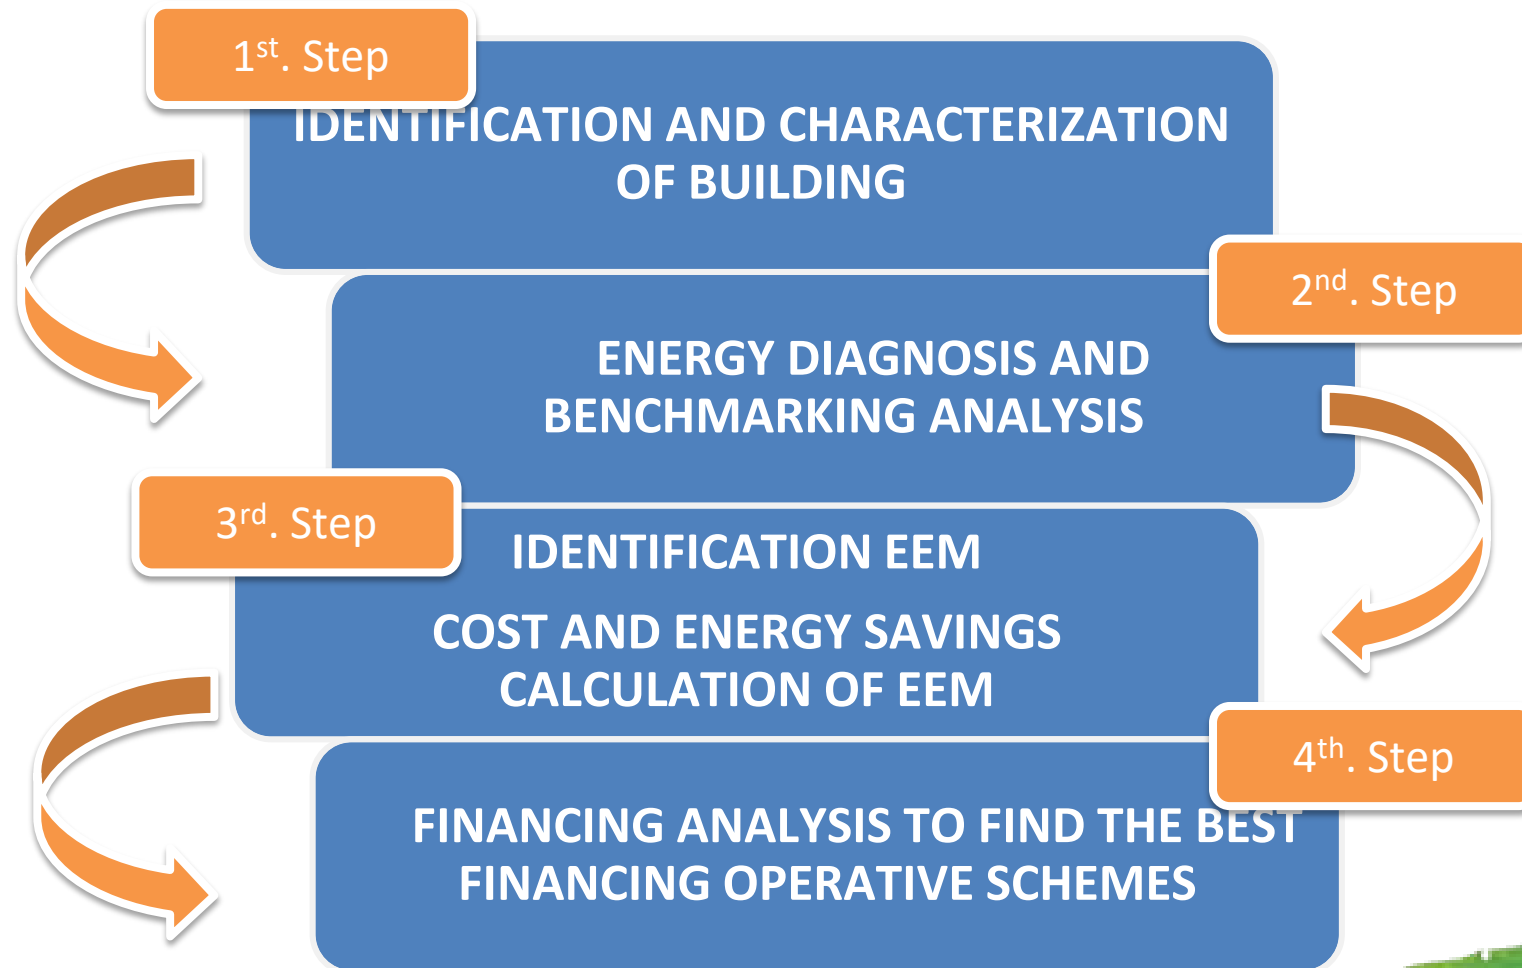 1st. Step
IDENTIFICATION AND CHARACTERIZATION
OF BUILDING
2nd. Step
ENERGY DIAGNOSIS AND
BENCHMARKING ANALYSIS
3rd. Step
IDENTIFICATION EEM
COST AND ENERGY SAVINGS
CALCULATION OF EEM
4th. Step
FINANCING ANALYSIS TO FIND THE BEST
FINANCING OPERATIVE SCHEMES